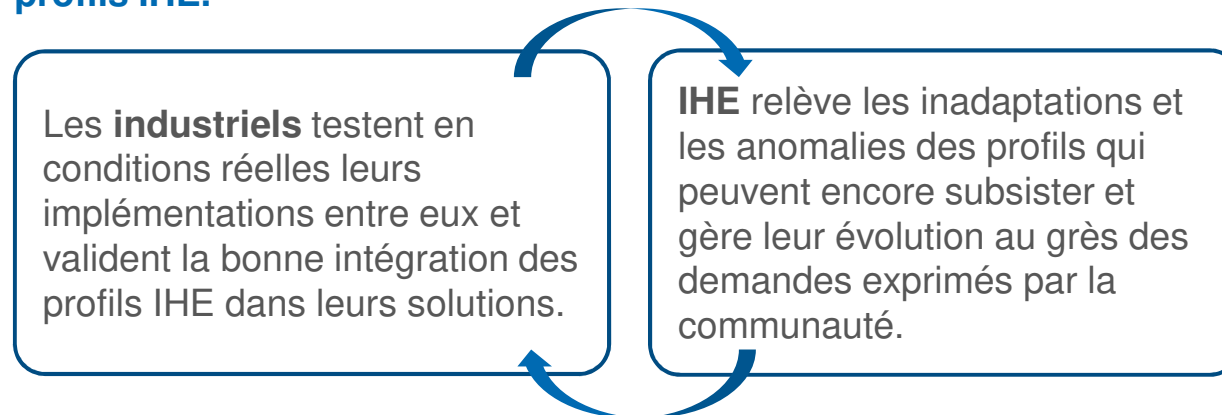 profils IHE.
Les industriels testent en
conditions réelles leurs
implémentations entre eux et
valident la bonne intégration des
profils IHE dans leurs solutions.
IHE relève les inadaptations et
les anomalies des profils qui
peuvent encore subsister et
gère leur évolution au grès des
demandes exprimés par la
communauté.